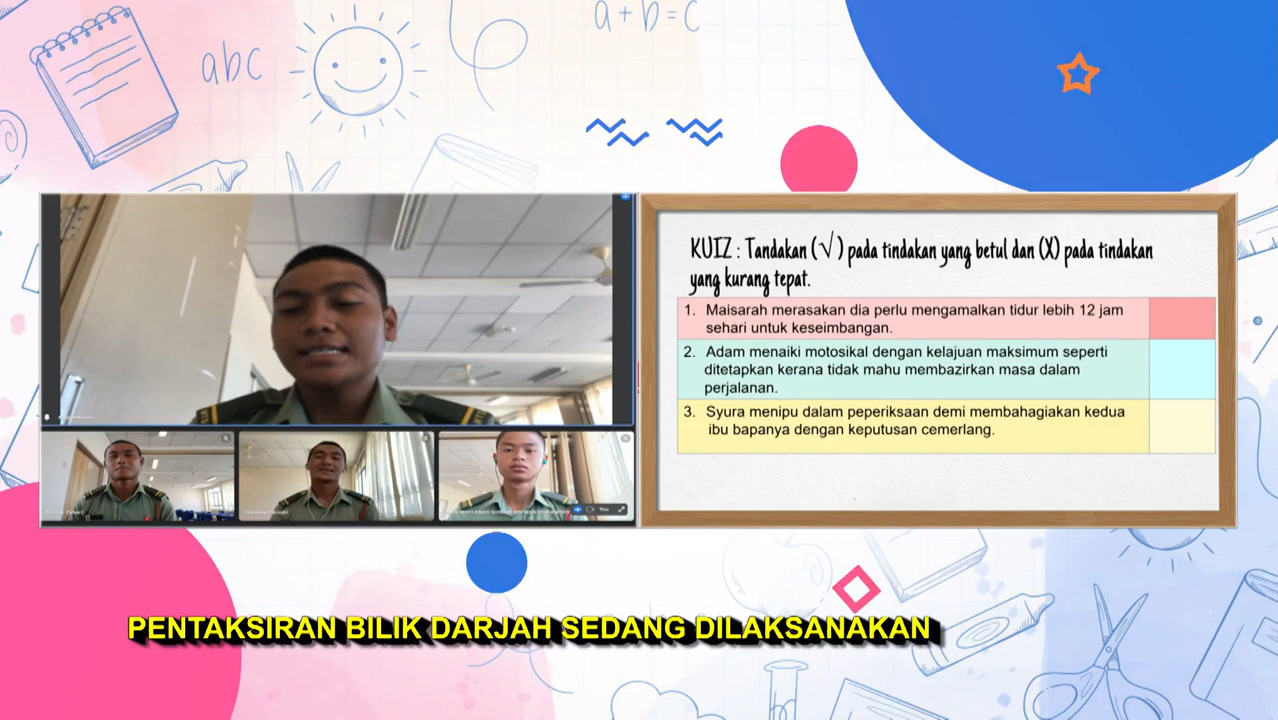 abc
a+b=c
KUIZ : Tandakan (√) pada tindakan yang betul dan (X) pada tindakan
yang kurang tepat.
1. Maisarah merasakan dia perlu mengamalkan tidur lebih 12 jam
sehari untuk keseimbangan.
2. Adam menaiki motosikal dengan kelajuan maksimum seperti
ditetapkan kerana tidak mahu membazirkan masa dalam
perjalanan.
3. Syura menipu dalam peperiksaan demi membahagiakan kedua
ibu bapanya dengan keputusan cemerlang.
You
PENTAKSIRAN BILIK DARJAH SEDANG DILAKSANAKAN